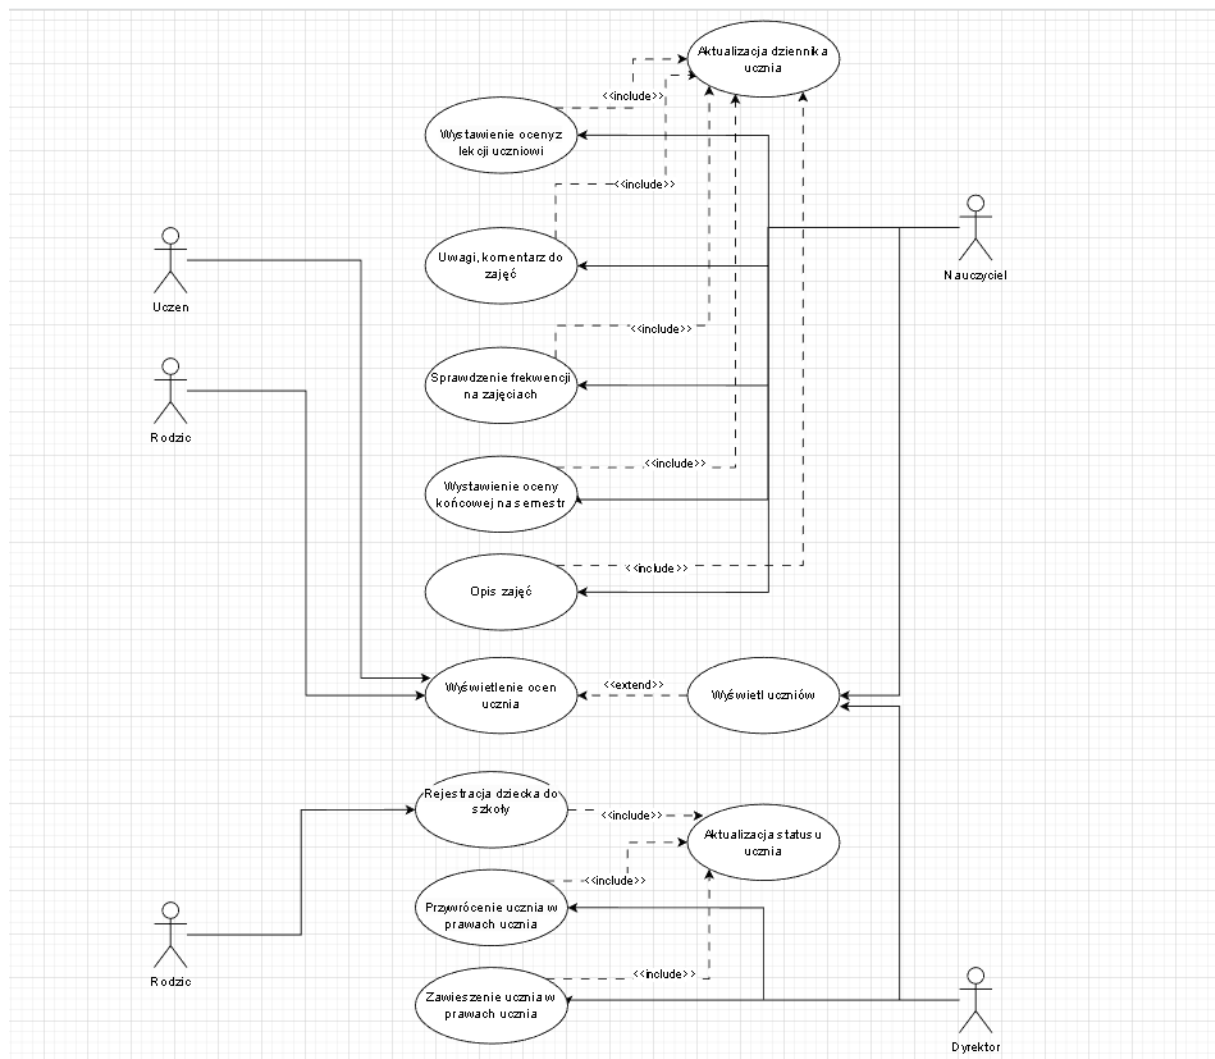 Aktualizacja dziennika
ucznia
<<include>>
Wystawienie oceny z
lekcji uczniowi
<<include>>
Uwagi, komentarz do
zajęć
Nauczyciel
Uczen
<<include>>
Sprawdzenie frekwencji
na zajęciach
Rodzic
<<include>>
Wystawienie oceny
końcowej na semestr
<<include>>
Opis zajęć
Wyświetlenie ocen
ucznia
<<extend>>
Wyświetl uczniów
Rejestracja dziecka do
szkoły
<<include>>
Aktualizacja statusu
ucznia
<<include>>
Przywrócenie ucznia w
prawach ucznia
Rodzic
<<include>>
Zawieszenie ucznia w
prawach ucznia
Dyrektor